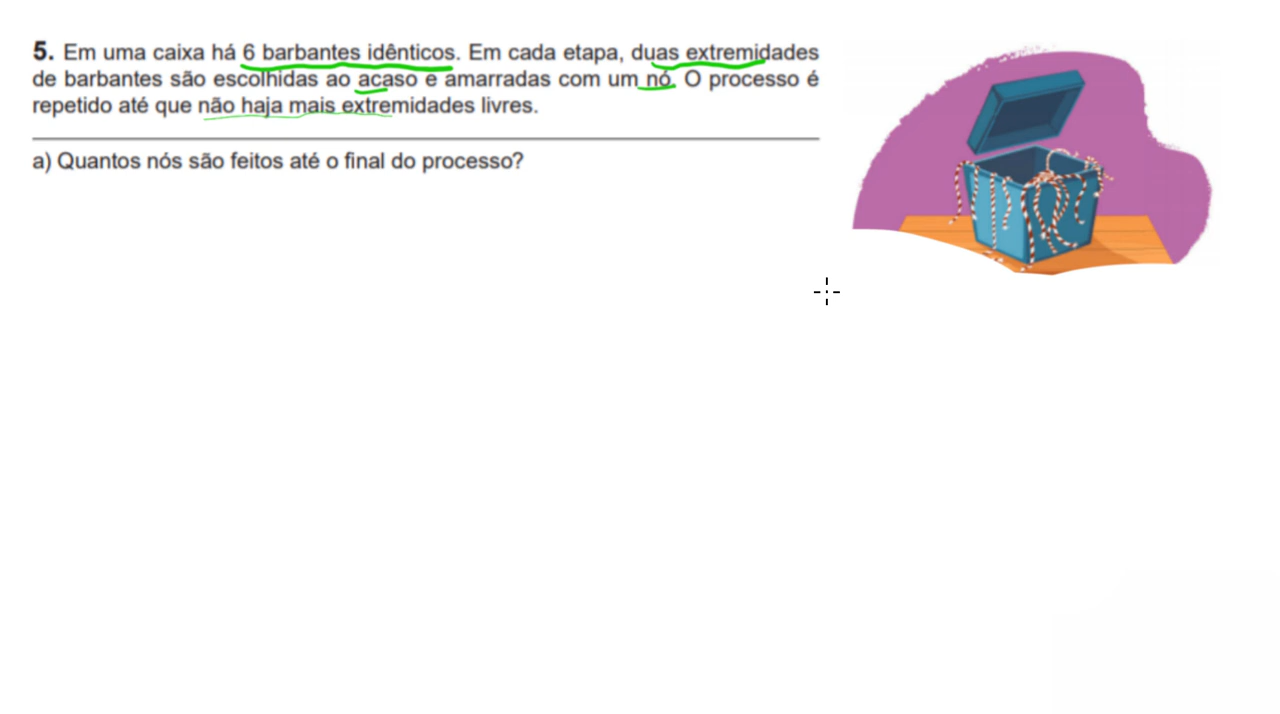 5. Em uma caixa há 6 barbantes idênticos. Em cada etapa, duas extremidades
de barbantes são escolhidas ao acaso e amarradas com um nó. O processo é
repetido até que não haja mais extremidades livres.
a) Quantos nós são feitos até o final do processo?